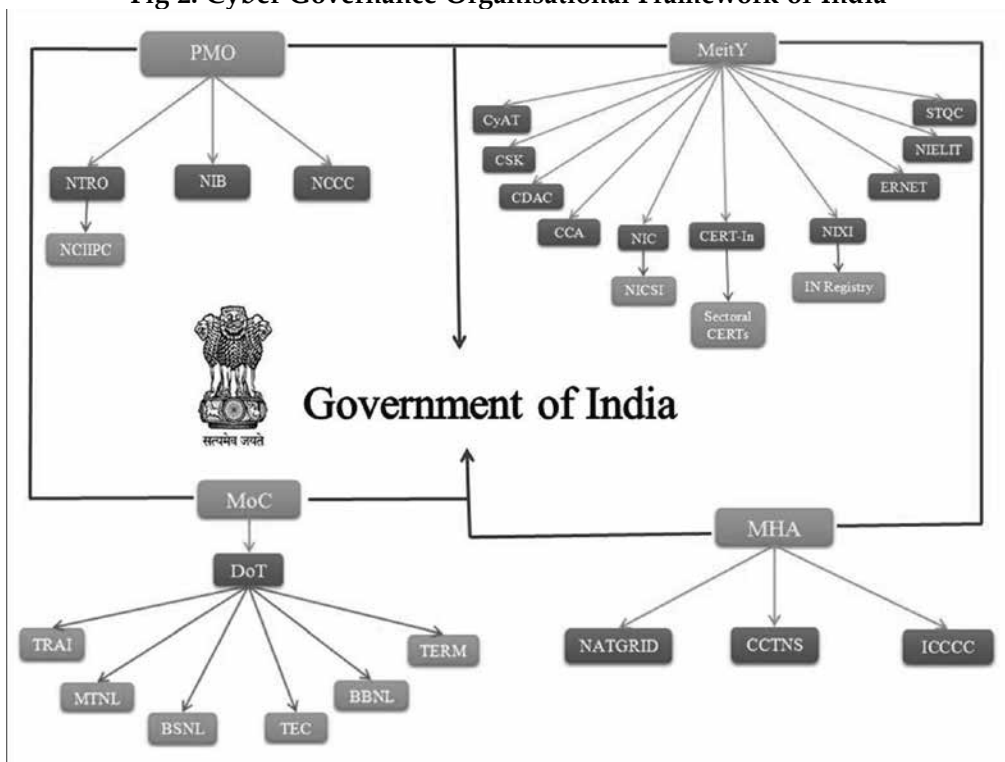 Fig 2. Cyber Governance Organisational Framework of India
PMO
NTRO
NIB
NCCC
NCIIPC
MeitY
CyAT
CSK
CDAC
CCA
NIC
CERT-In
NIXI
ERNET
NIELIT
STQC
NICSI
Sectoral
CERTs
IN Registry
सत्यमेव जयते
Government of India
MoC
DoT
TRAI
MTNL
BSNL
TEC
BBNL
TERM
MHA
NATGRID
CCTNS
ICCCC